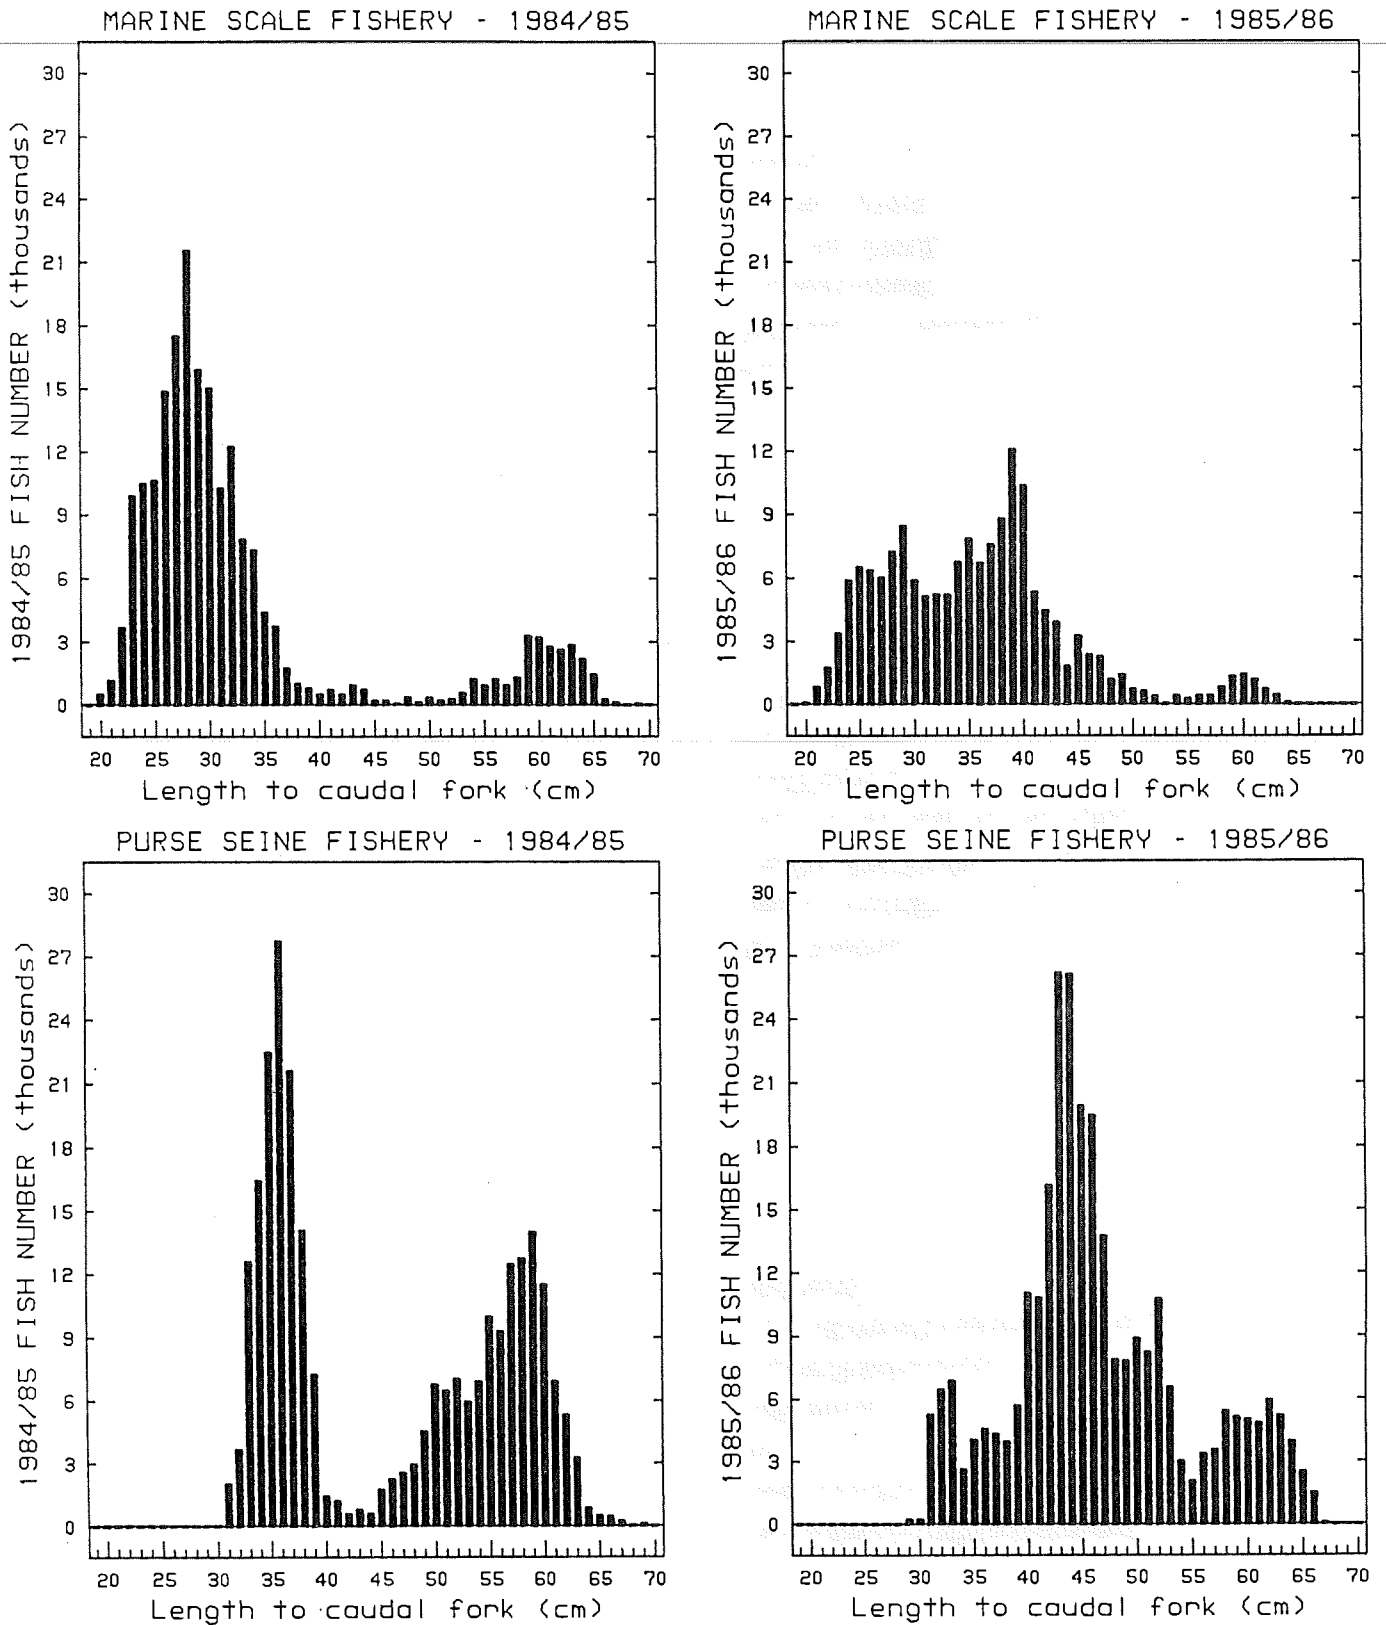 MARINE SCALE FISHERY - 1984/85
1984/85 FISH NUMBER (thousands)
30
27
24
21
18
15
12
9
6
3
0
20 25 30 35 40 45 50 55 60 65 70
Length to caudal fork (cm)
MARINE SCALE FISHERY - 1985/86
1985/86 FISH NUMBER (thousands)
30
27
24
21
18
15
12
9
6
3
0
20 25 30 35 40 45 50 55 60 65 70
Length to caudal fork (cm)
PURSE SEINE FISHERY - 1984/85
1984/85 FISH NUMBER (thousands)
30
27
24
21
18
15
12
9
6
3
0
20 25 30 35 40 45 50 55 60 65 70
Length to caudal fork (cm)
PURSE SEINE FISHERY - 1985/86
1985/86 FISH NUMBER (thousands)
30
27
24
21
18
15
12
9
6
3
0
20 25 30 35 40 45 50 55 60 65 70
Length to caudal fork (cm)